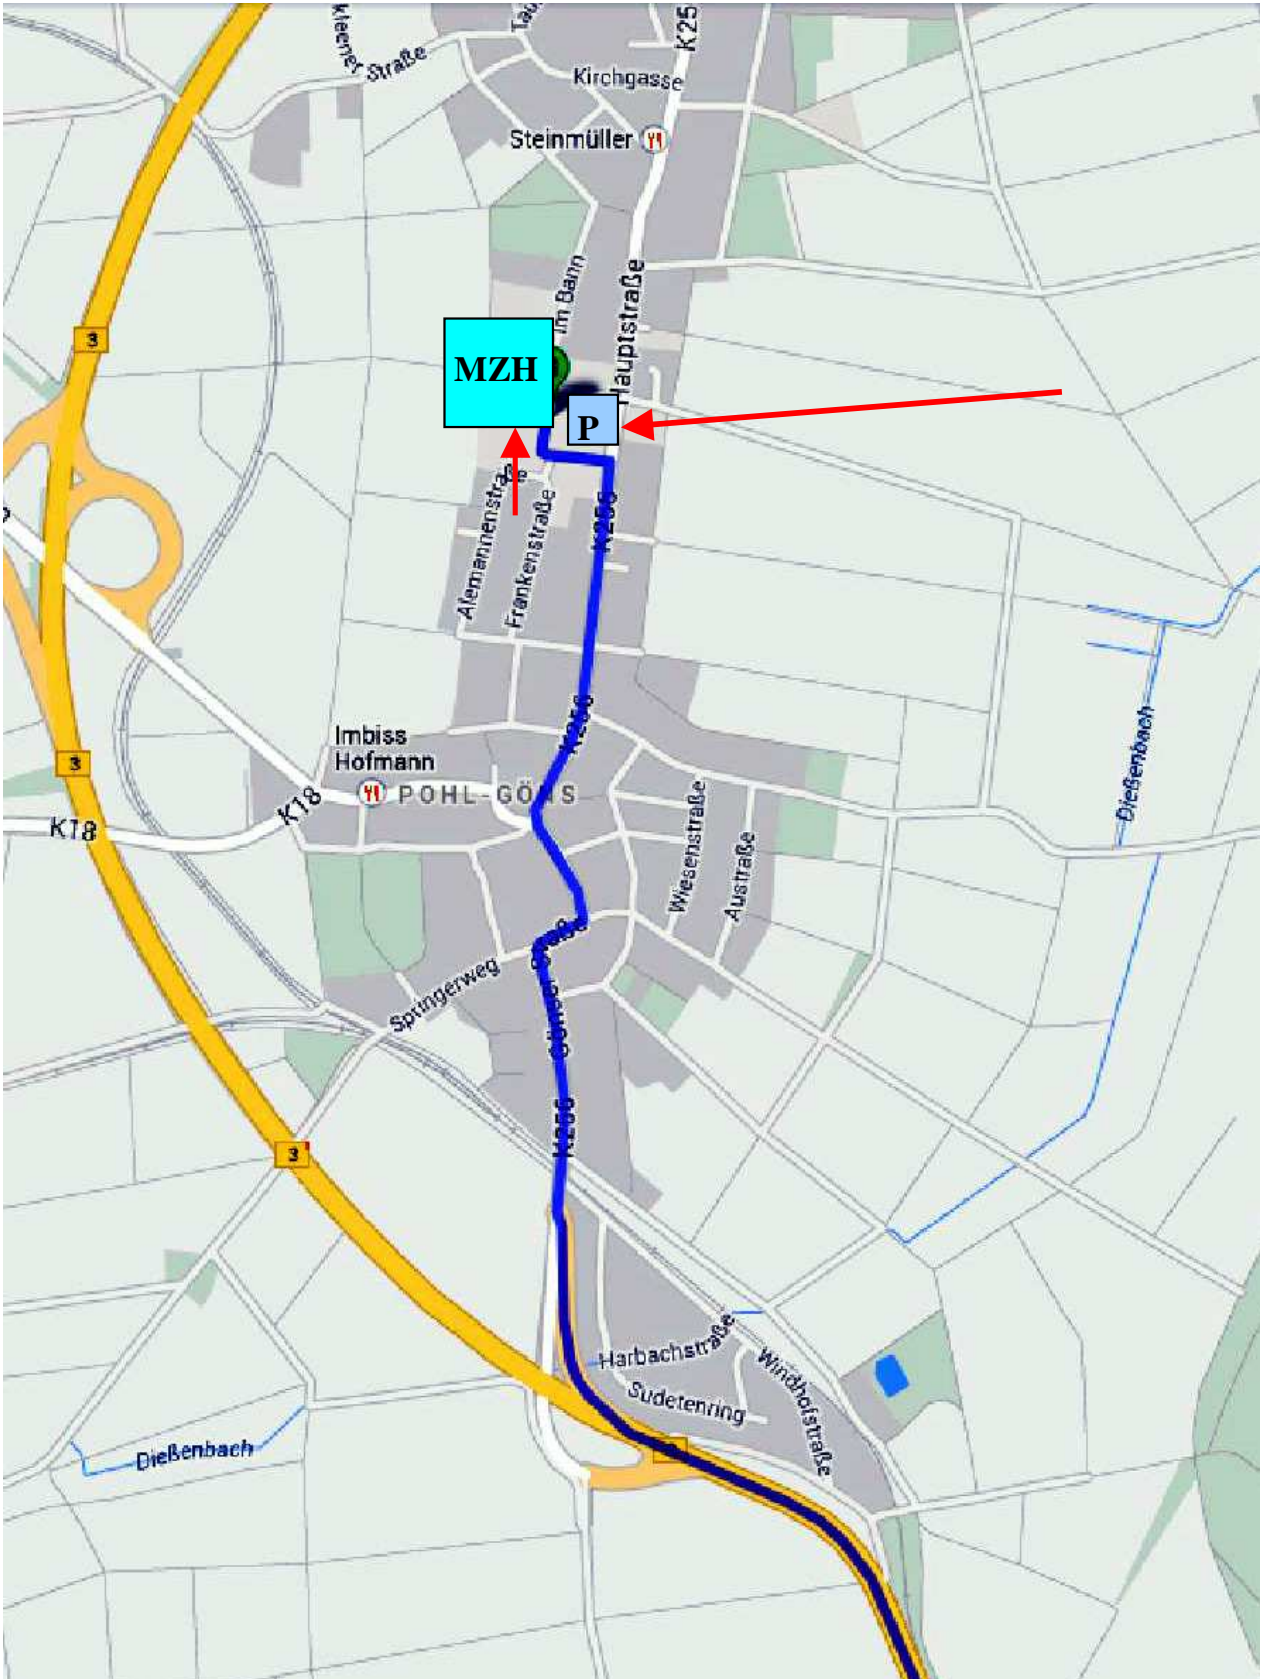 kleener Straße
K25
Kirchgasse
Steinmüller
Im Bann
Hauptstraße
3
MZH
P
Alemannenstraße
Frankenstraße
K256
K256
Imbiss
Hofmann
3
POHL-GÖNS
K18
K18
Dießenbach
Wiesenstraße
Austraße
Springerweg
K256
3
Harbachstraße
Sudetenring
Windhofstraße
Dießenbach